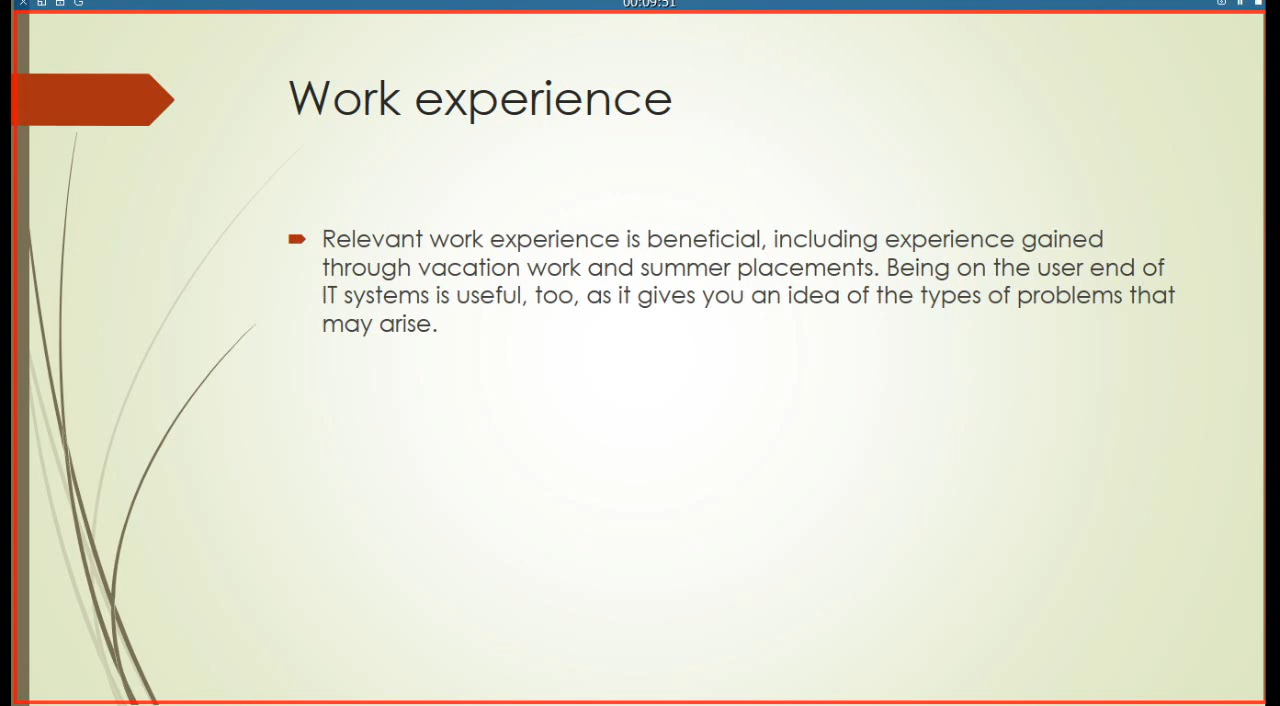 00:09:51
Work experience
Relevant work experience is beneficial, including experience gained
through vacation work and summer placements. Being on the user end of
IT systems is useful, too, as it gives you an idea of the types of problems that
may arise.